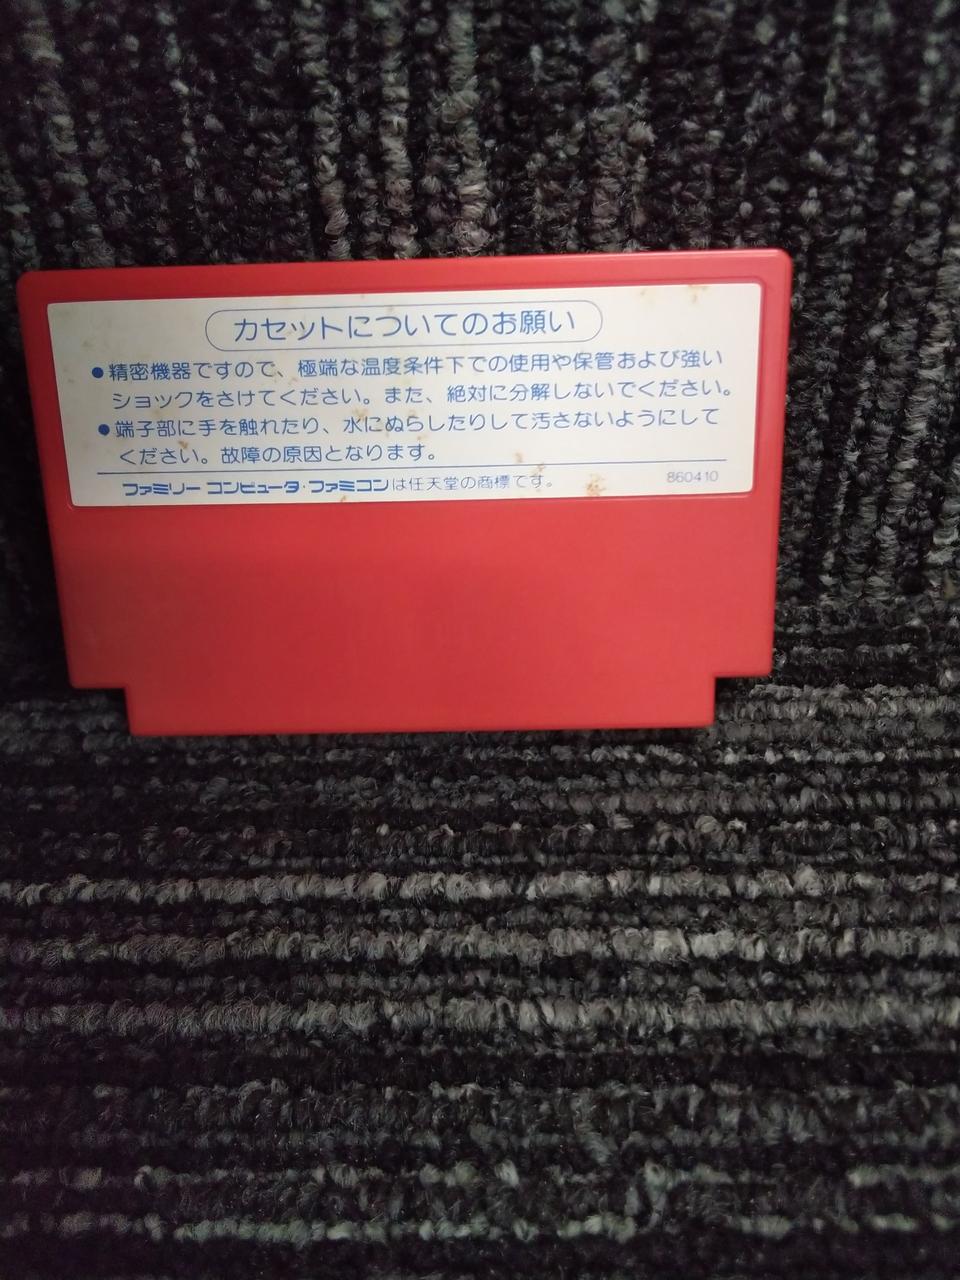 カセットについてのお願い
●精密機器ですので、極端な温度条件下での使用や保管および強い
ショックをさけてください。また、絶対に分解しないでください。
●端子部に手を触れたり、水にぬらしたりして汚さないようにして
ください。故障の原因となります。
ファミリー コンピュータ・ファミコンは任天堂の商標です。 860410